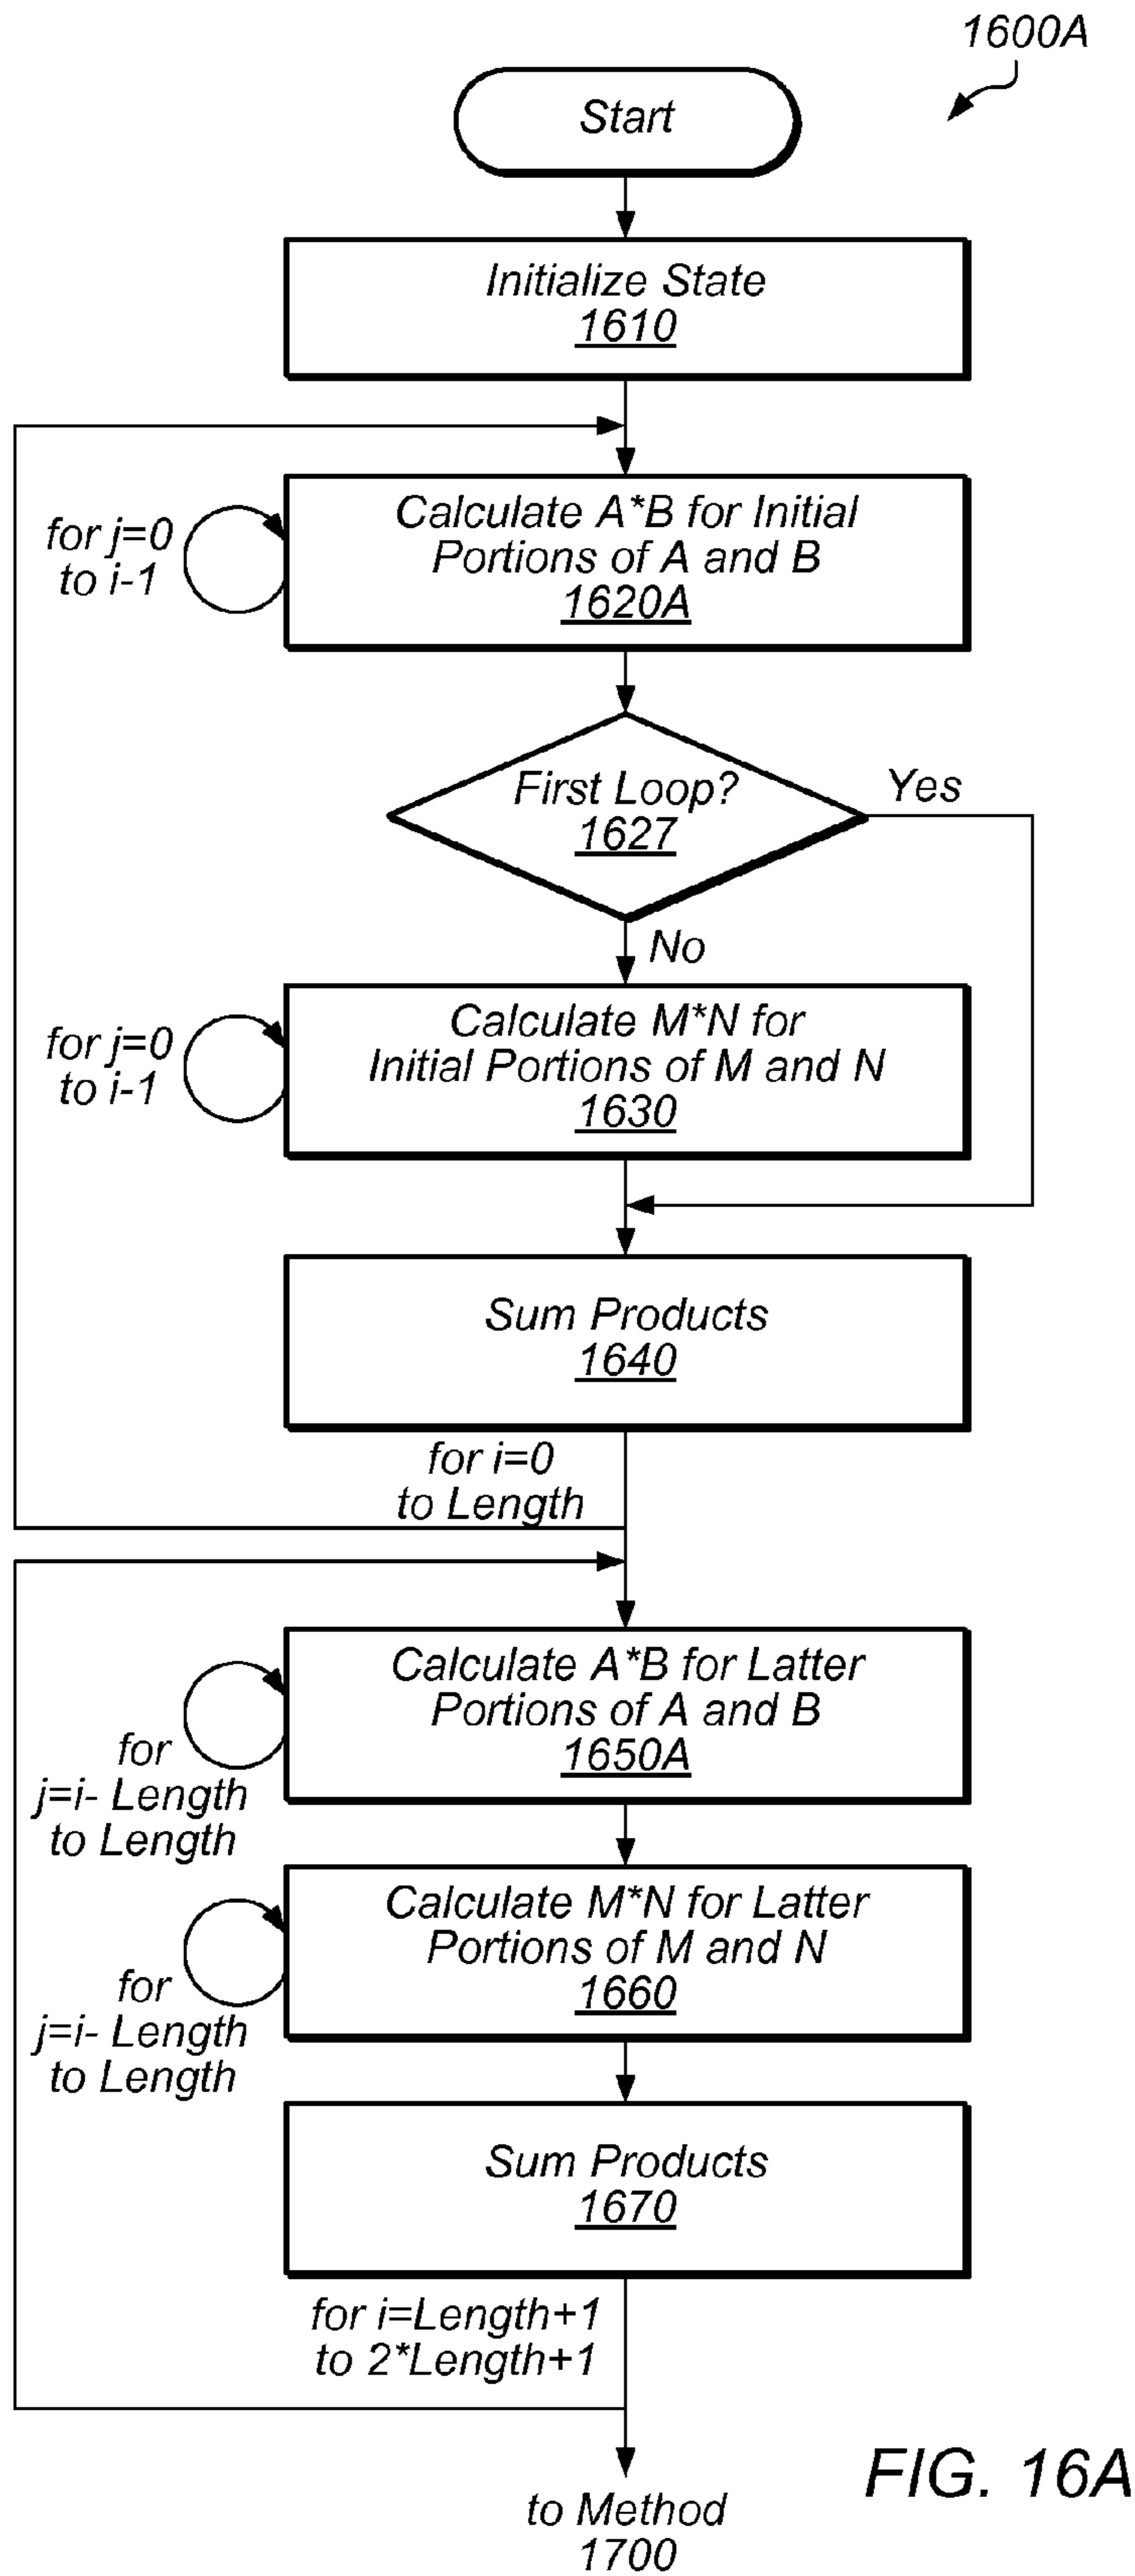 1600A
Start
Initialize State
1610
for j=0
to i-1
Calculate A*B for Initial
Portions of A and B
1620A
First Loop?
1627
Yes
No
for j=0
to i-1
Calculate M*N for
Initial Portions of M and N
1630
Sum Products
1640
for i=0
to Length
Calculate A*B for Latter
Portions of A and B
1650A
for
j=i- Length
to Length
Calculate M*N for Latter
Portions of M and N
1660
for
j=i- Length
to Length
Sum Products
1670
for i=Length+1
to 2*Length+1
to Method
1700
FIG. 16A